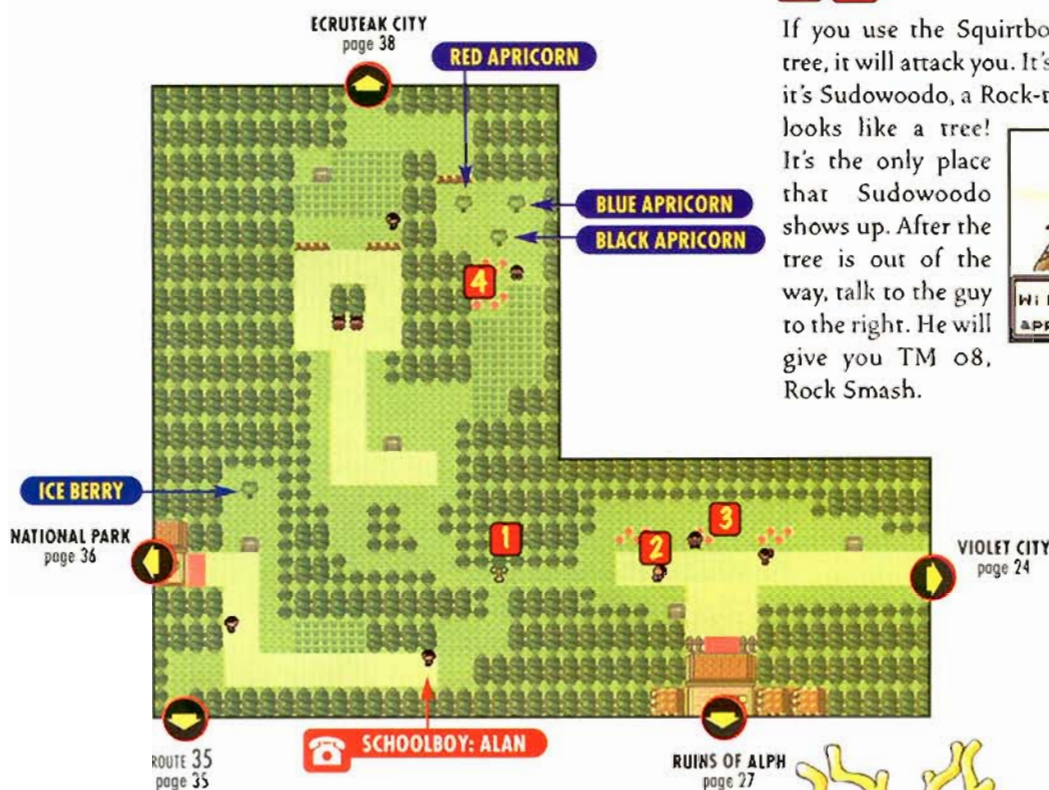 ECRUTEAK CITY
page 38
RED APRICORN
BLUE APRICORN
BLACK APRICORN
4
ICE BERRY
NATIONAL PARK
page 36
1
2
3
VIOLET CITY
page 24
SCHOOLBOY: ALAN
ROUTE 35
page 35
RUINS OF ALPH
page 27
If you use the Squirtbo
tree, it will attack you. It's
it's Sudowoodo, a Rock-t
looks like a tree!
It's the only place
that Sudowoodo
shows up. After the
tree is out of the
way, talk to the guy
to the right. He will
give you TM 08,
Rock Smash.